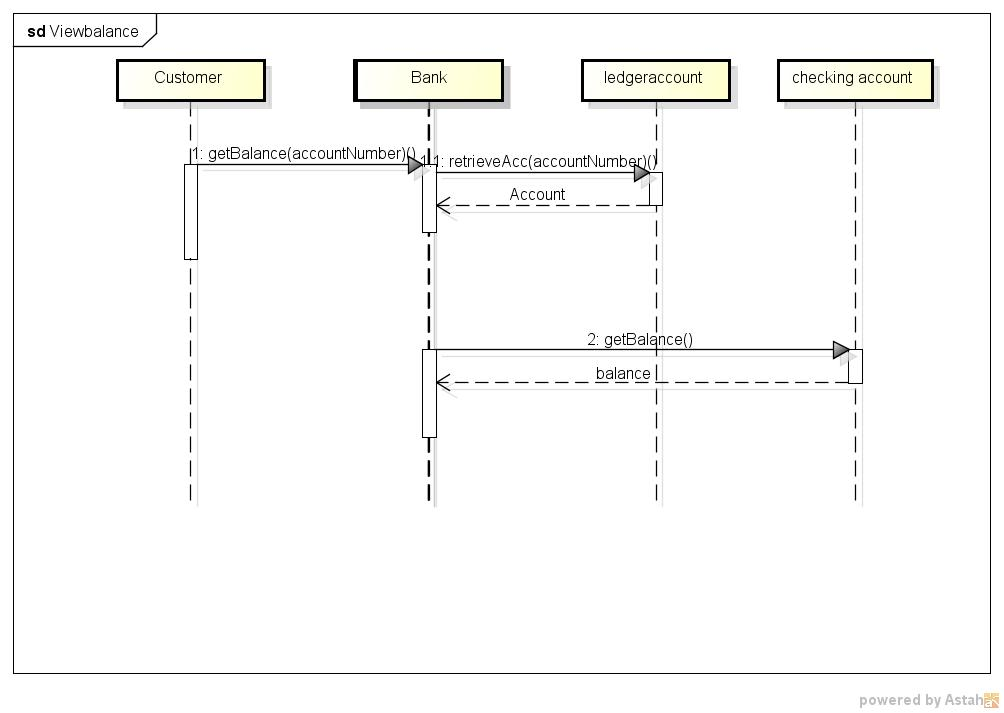 sd Viewbalance
Customer
Bank
ledgeraccount
checking account
1: getBalance(accountNumber)()
1.1: retrieveAcc(accountNumber)()
Account
2: getBalance()
balance
powered by Astah